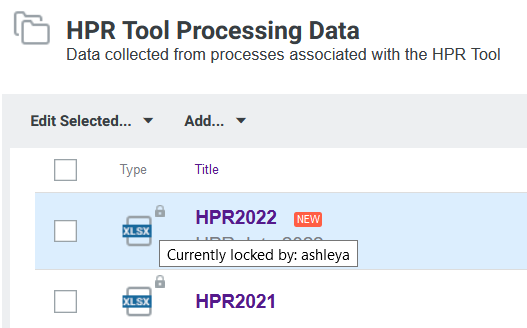 HPR Tool Processing Data
Data collected from processes associated with the HPR Tool
Edit Selected... Add...
Type Title
XLSX HPR2022 NEW
Currently locked by: ashleya
XLSX HPR2021